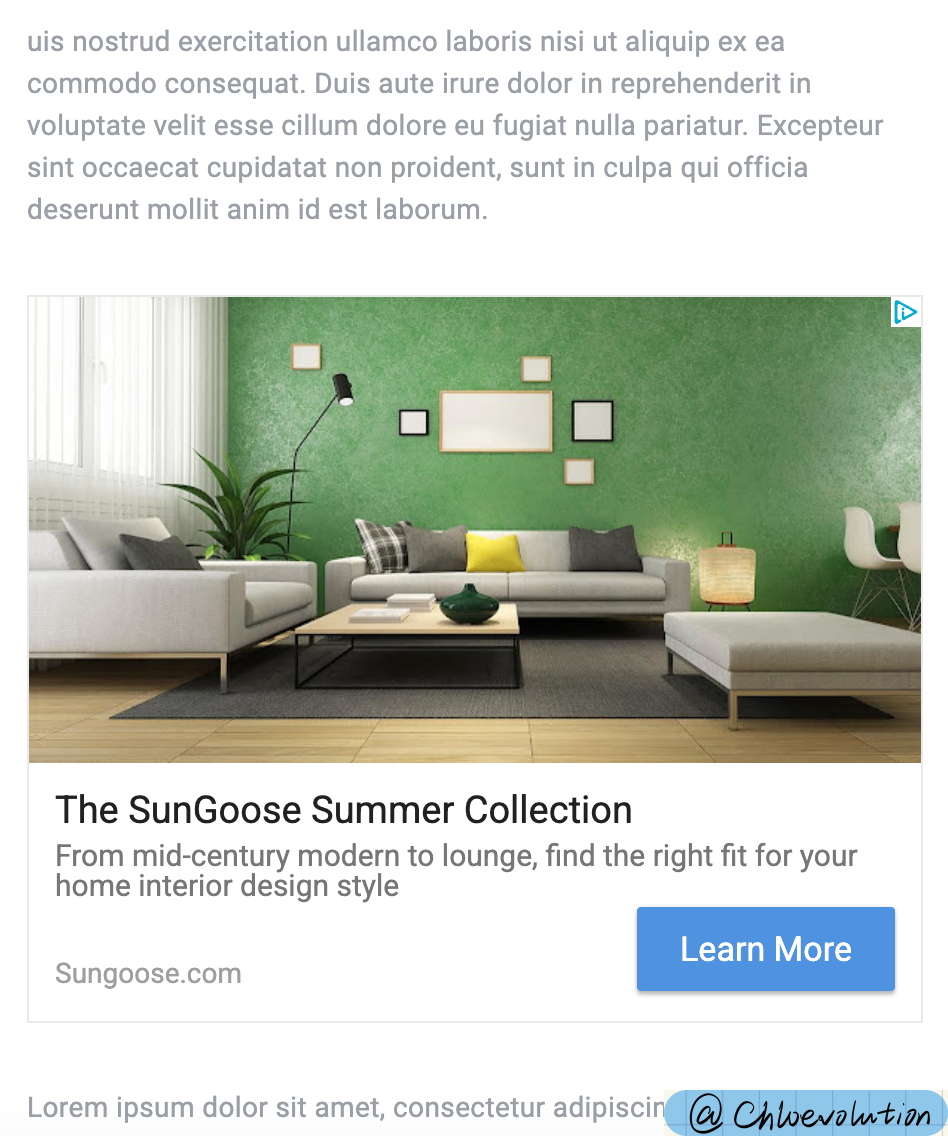 uis nostrud exercitation ullamco laboris nisi ut aliquip ex ea
commodo consequat. Duis aute irure dolor in reprehenderit in
voluptate velit esse cillum dolore eu fugiat nulla pariatur. Excepteur
sint occaecat cupidatat non proident, sunt in culpa qui officia
deserunt mollit anim id est laborum.
The SunGoose Summer Collection
From mid-century modern to lounge, find the right fit for your
home interior design style
Sungoose.com
Learn More
Lorem ipsum dolor sit amet, consectetur adipiscin
@ Chloevolution